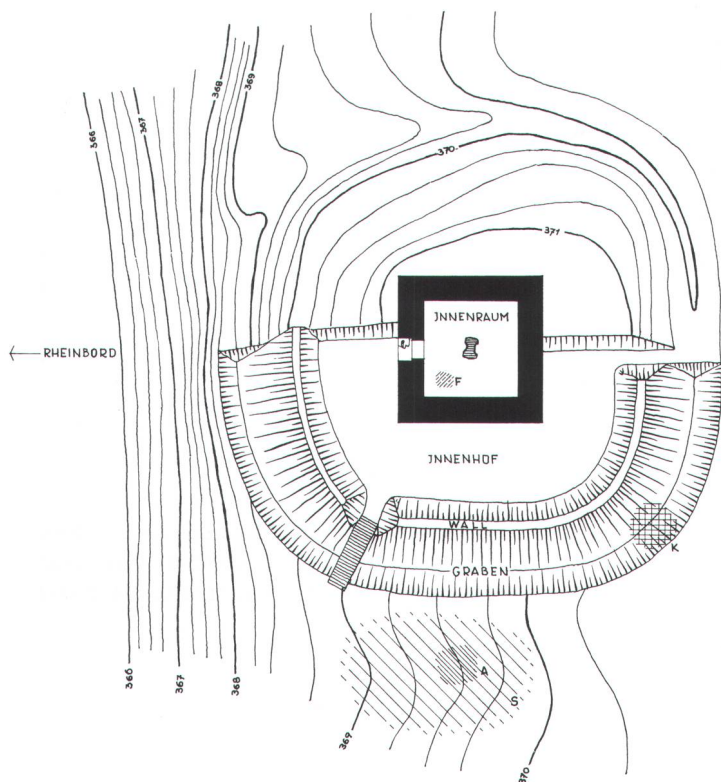 368
369
366
367
370
371
JNNENRAUM
← RHEINBORD
F
JNNENHOF
WALL
K
GRABEN
A
S
366
367
368
369
370